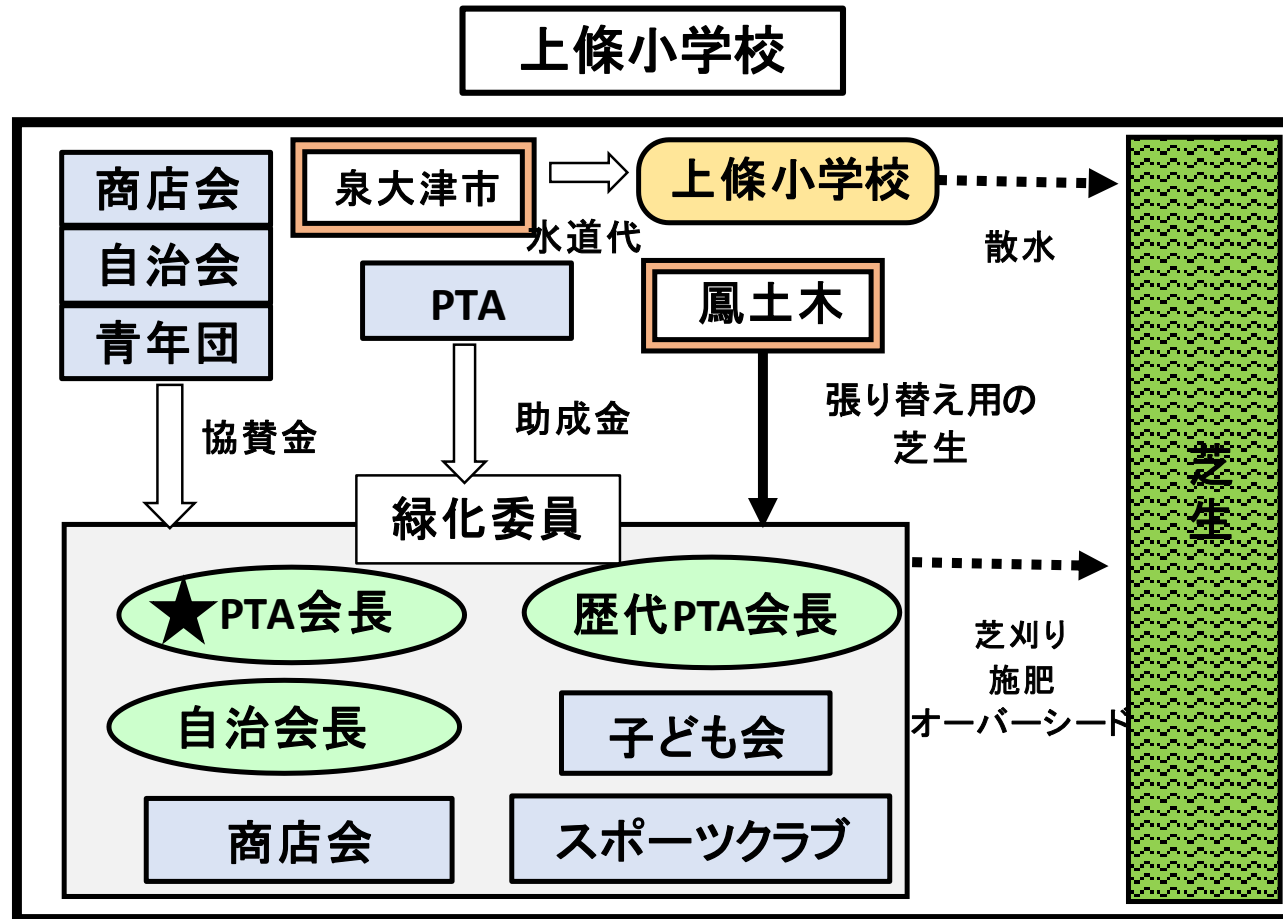 上條小学校
商店会
自治会
青年団
泉大津市
水道代
上條小学校
散水
PTA
鳳土木
協賛金
助成金
張り替え用の
芝生
緑化委員
★PTA会長
歴代PTA会長
自治会長
子ども会
商店会
スポーツクラブ
芝刈り
施肥
オーバーシード
芝生